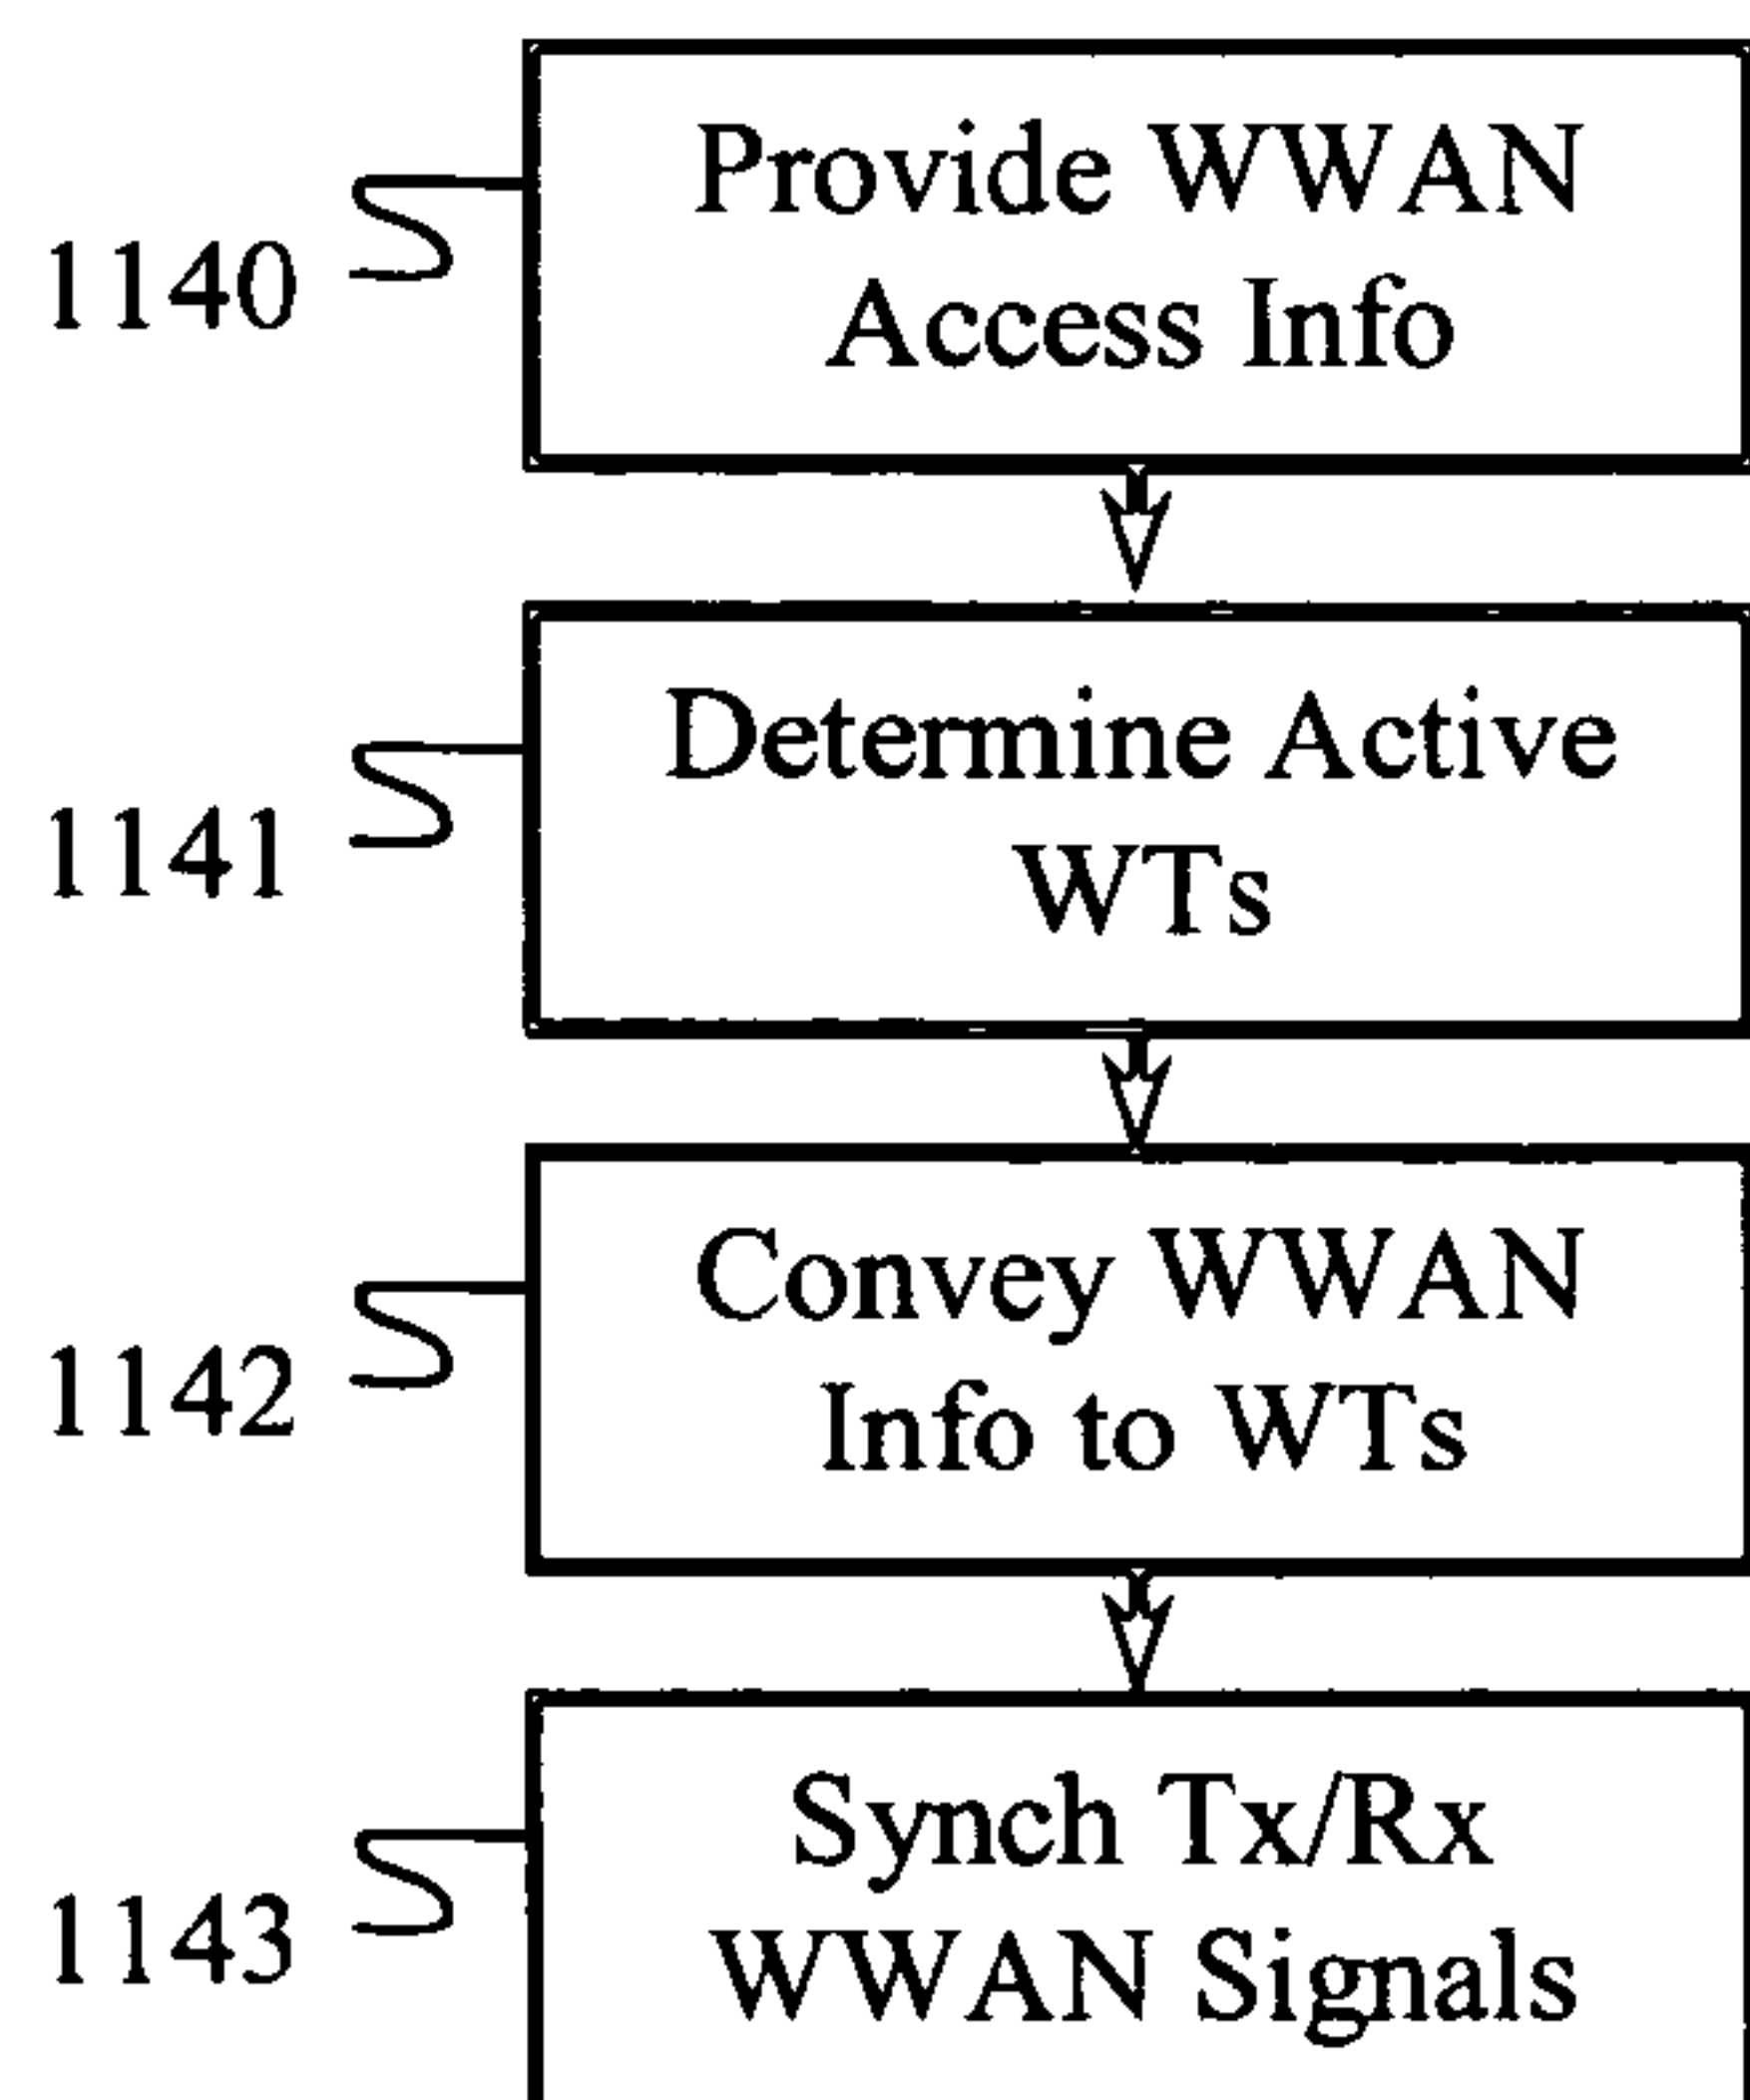 Provide WWAN
Access Info
1140
Determine Active
WTs
1141
Convey WWAN
Info to WTs
1142
Synch Tx/Rx
WWAN Signals
1143